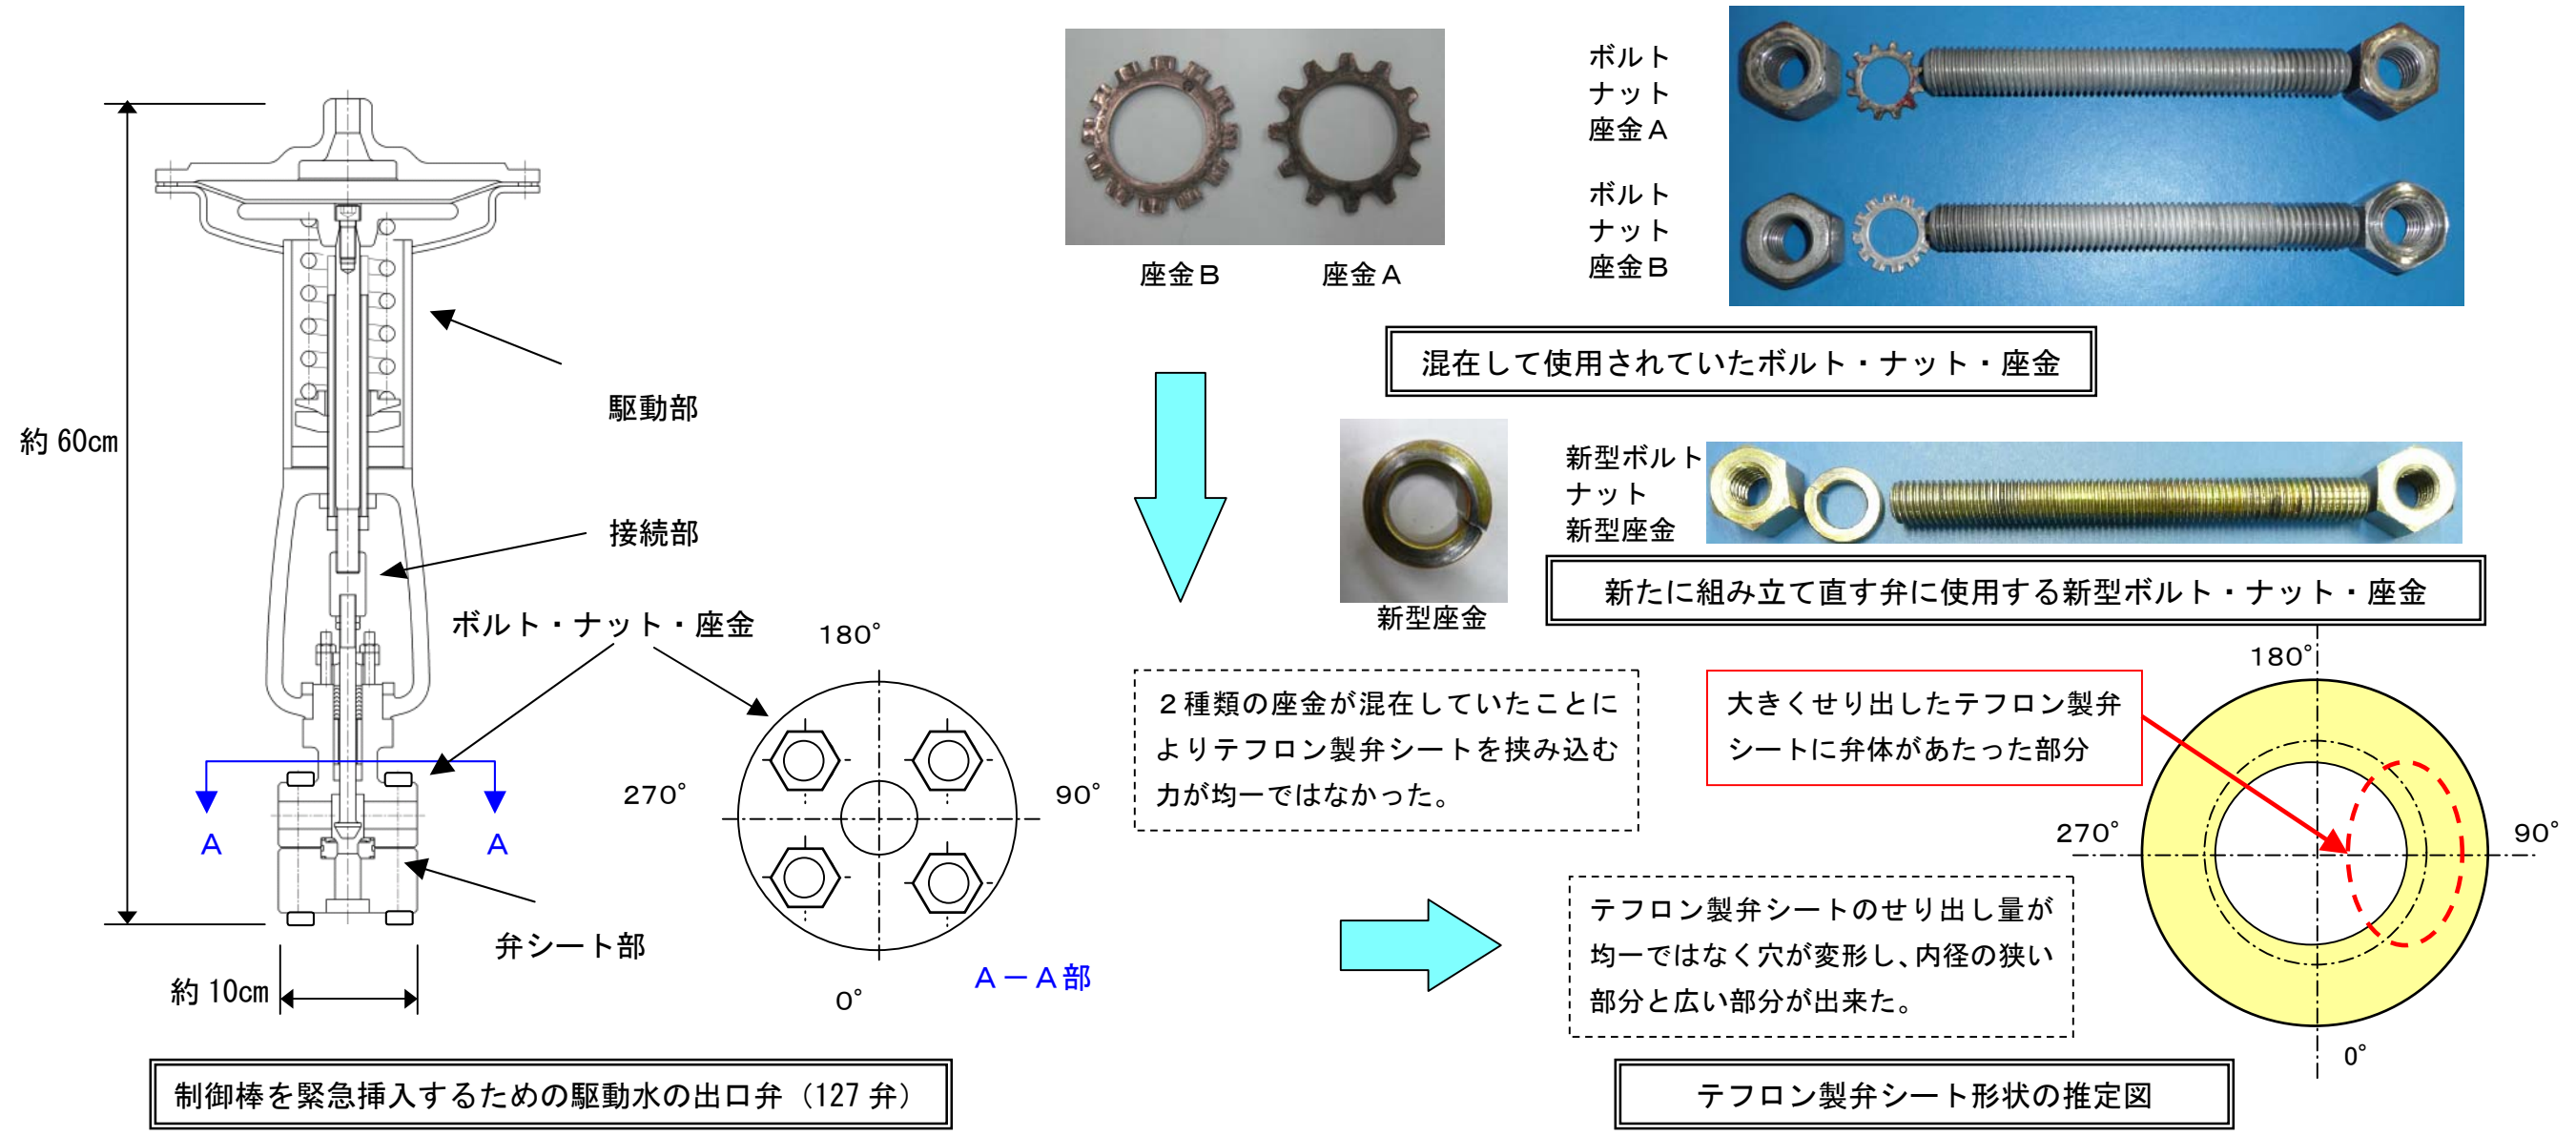 約60cm
駆動部
接続部
ボルト・ナット・座金
弁シート部
約10cm
A
A
180°
270°
90°
0°
A－A部
制御棒を緊急挿入するための駆動水の出口弁（127弁）
座金B
座金A
ボルト
ナット
座金A
ボルト
ナット
座金B
混在して使用されていたボルト・ナット・座金
新型座金
新型ボルト
ナット
新型座金
新たに組み立て直す弁に使用する新型ボルト・ナット・座金
２種類の座金が混在していたことに
よりテフロン製弁シートを挟み込む
力が均一ではなかった。
大きくせり出したテフロン製弁
シートに弁体があたった部分
180°
270°
90°
0°
テフロン製弁シートのせり出し量が
均一ではなく穴が変形し、内径の狭い
部分と広い部分が出来た。
テフロン製弁シート形状の推定図